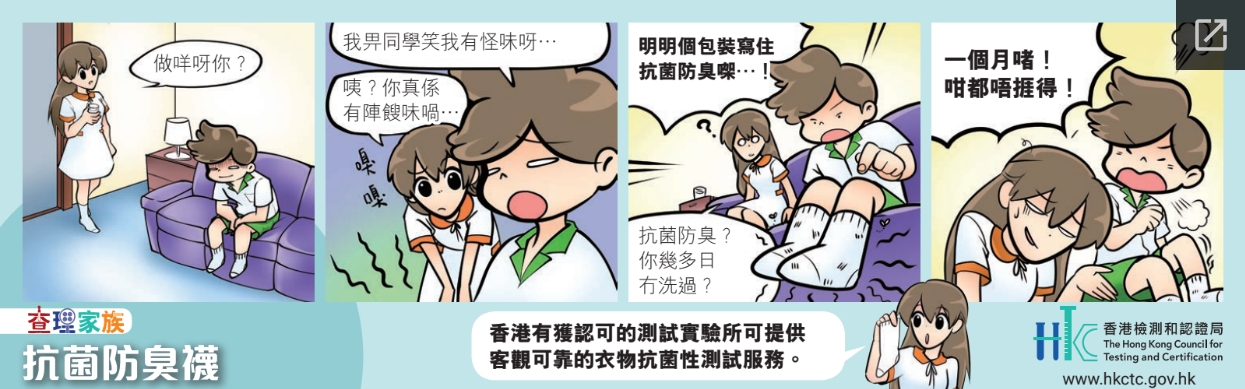 做咩呀你？
我畀同學笑我有怪味呀…
咦？你真係
有陣餿味喎…
嗅
嗅
明明個包裝寫住
抗菌防臭㗎…！
?
抗菌防臭？
你幾多日
冇洗過？
一個月啫！
咁都唔捱得！
查理家族
抗菌防臭襪
香港有獲認可的測試實驗所可提供
客觀可靠的衣物抗菌性測試服務。
HKTC
香港檢測和認證局
The Hong Kong Council for
Testing and Certification
www.hkctc.gov.hk